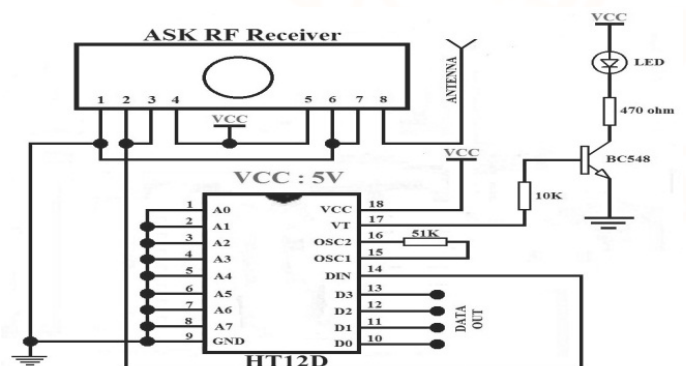 ASK RF Receiver
1 2 3 4 5 6 7 8
VCC
ANTENNA
VCC
LED
470 ohm
BC548
10K
VCC
VCC : 5V
1 A0 VCC 18
2 A1 VT 17
3 A2 OSC2 16
51K
4 A3 OSC1 15
5 A4 DIN 14
6 A5 D3 13
7 A6 D2 12
8 A7 D1 11
9 GND D0 10
DATA OUT
HT12D